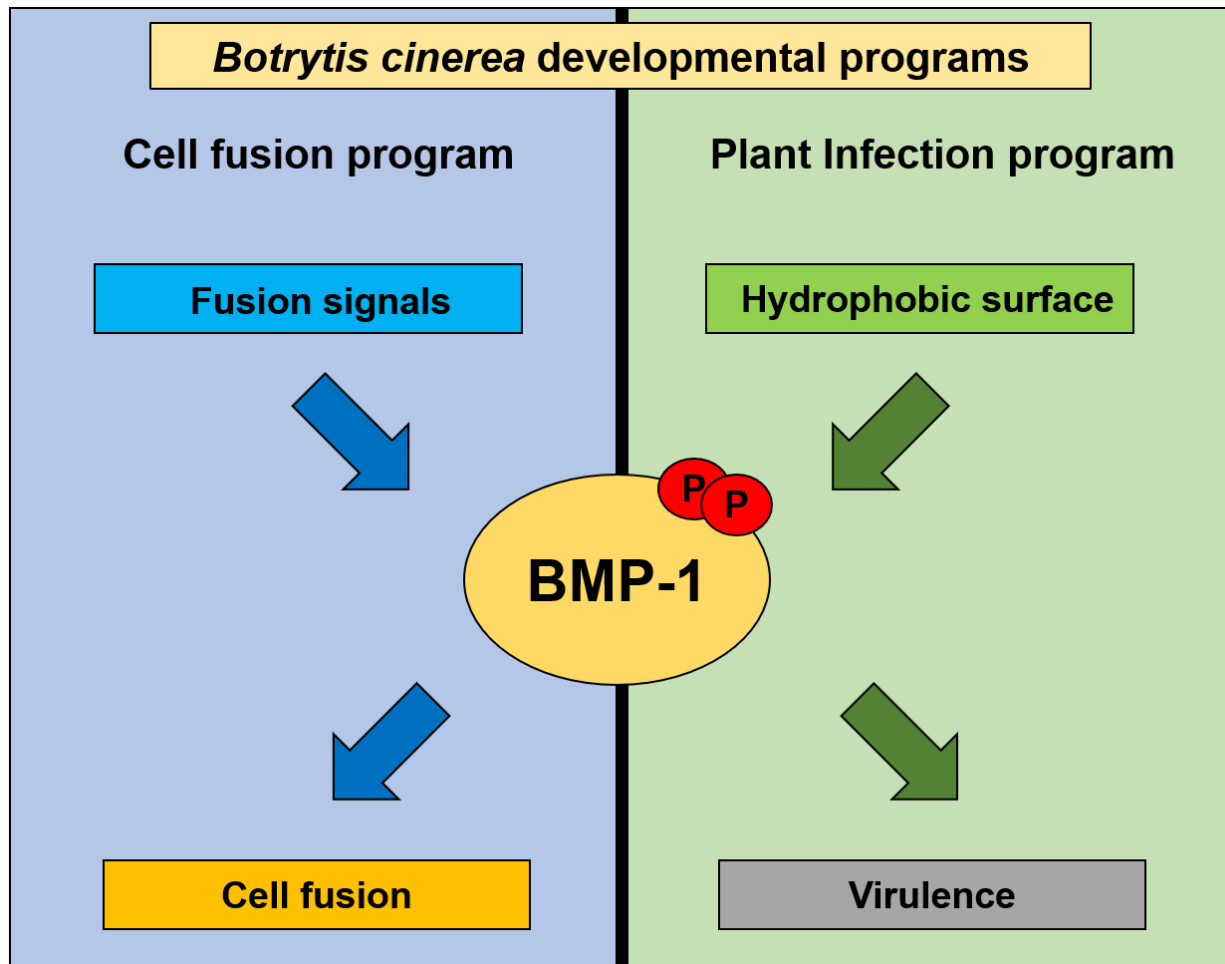 Botrytis cinerea developmental programs
Cell fusion program
Plant Infection program
Fusion signals
Hydrophobic surface
P
P
BMP-1
Cell fusion
Virulence